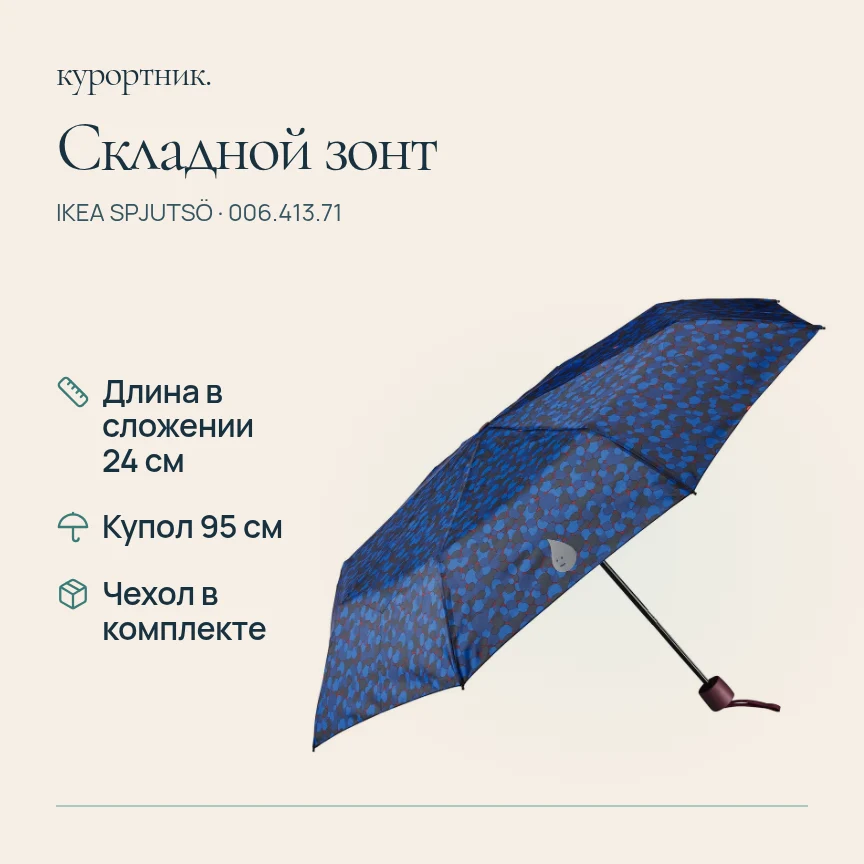 курортник.
Складной зонт
IKEA SPJUTSÖ · 006.413.71
Длина в
сложении
24 см
Купол 95 см
Чехол в
комплекте